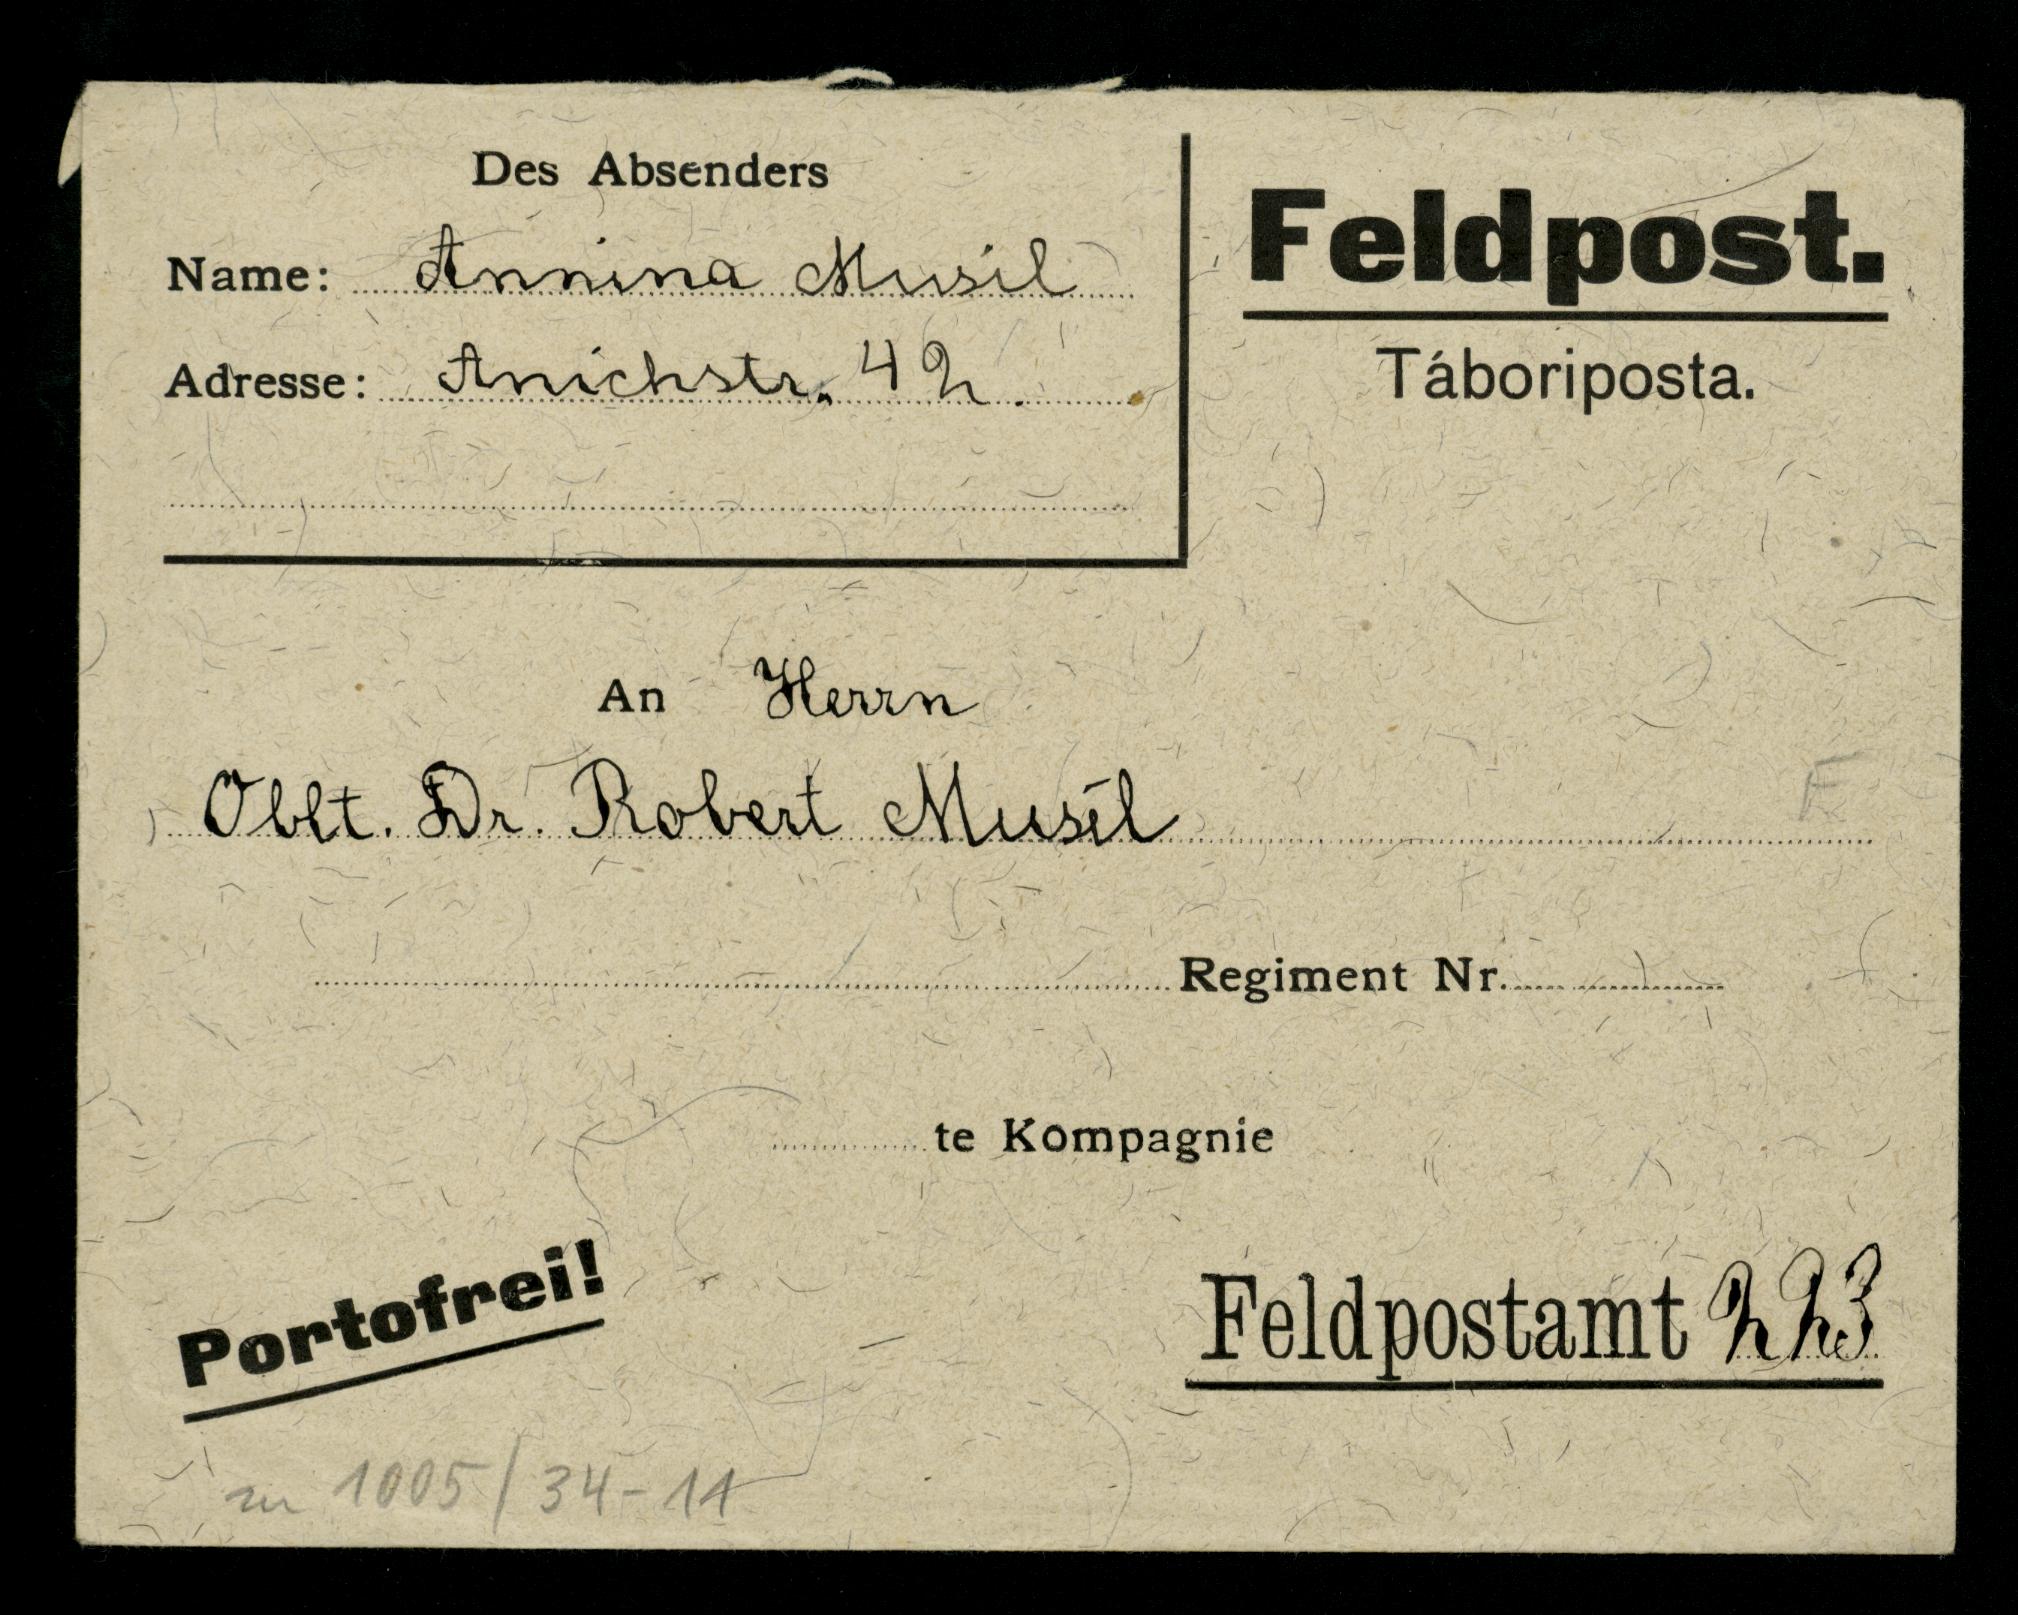 Des Absenders
Name: Annina Musil
Adresse: Anichstr. 42.
Feldpost.
Táboriposta.
An Herrn
Oblt. Dr. Robert Musil
F
Regiment Nr.
te Kompagnie
Portofrei!
Feldpostamt 223
zu 1005/34-11